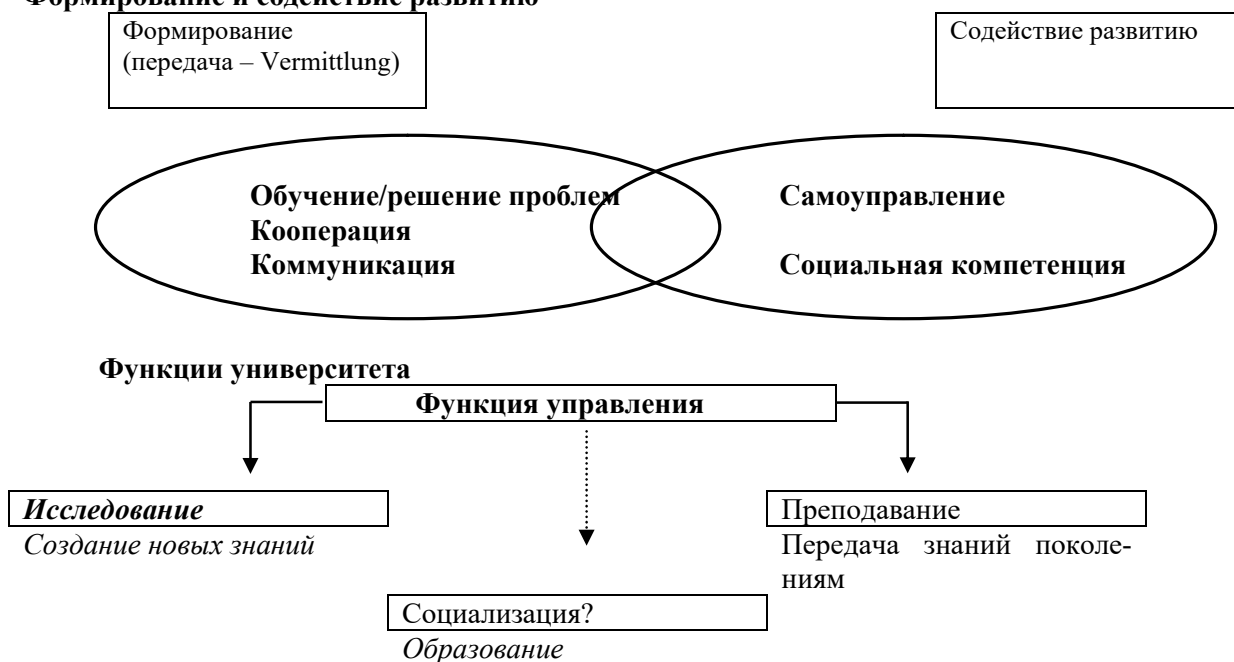 Формирование и содействие развитию
Формирование
(передача – Vermittlung)
Содействие развитию
Обучение/решение проблем
Кооперация
Коммуникация
Самоуправление
Социальная компетенция
Функции университета
Функция управления
Исследование
Создание новых знаний
Преподавание
Передача знаний поколе-
ниям
Социализация?
Образование